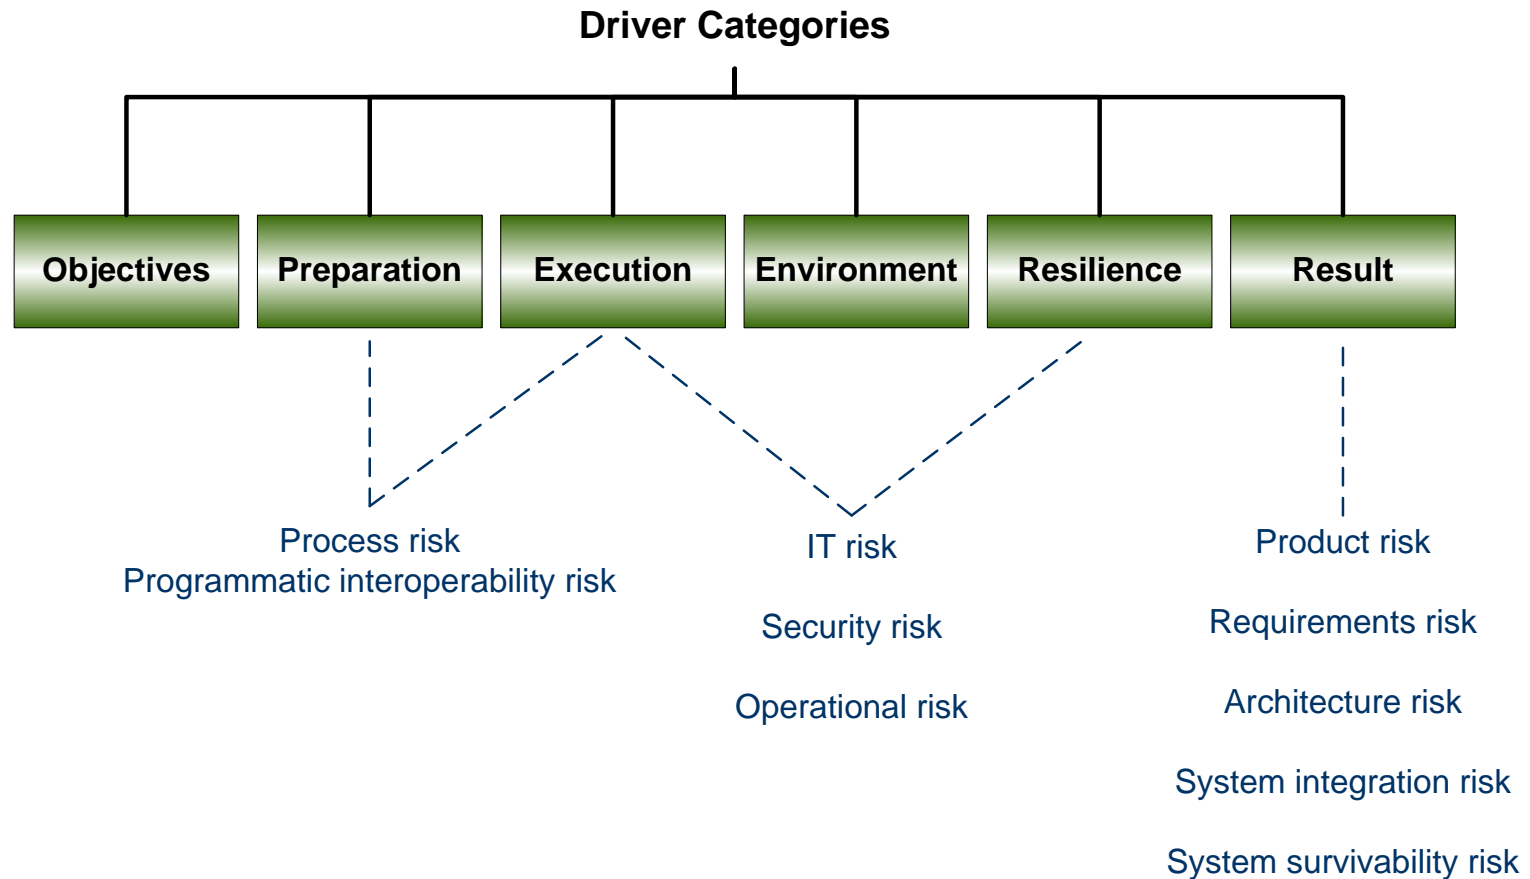 Driver Categories
Objectives
Preparation
Execution
Environment
Resilience
Result
Process risk
Programmatic interoperability risk
IT risk
Security risk
Operational risk
Product risk
Requirements risk
Architecture risk
System integration risk
System survivability risk